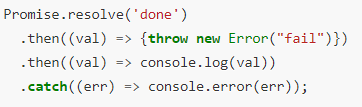 Promise.resolve('done')
.then((val) => {throw new Error("fail")})
.then((val) => console.log(val))
.catch((err) => console.error(err));